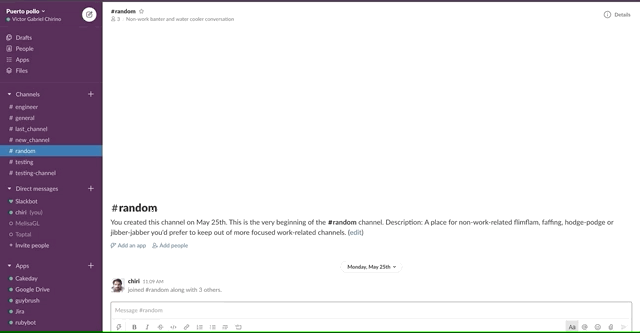 Puerto pollo
Victor Gabriel Chirino
Drafts
People
Apps
Files
Channels
# engineer
# general
# last_channel
# new_channel
# random
# testing
# testing-channel
Direct messages
Slackbot
chiri (you)
MelisaGL
Toptal
Invite people
Apps
Cakeday
Google Drive
guybrush
Jira
rubybot
#random
3 | Non-work banter and water cooler conversation
Details
#random
You created this channel on May 25th. This is the very beginning of the #random channel. Description: A place for non-work-related flimflam, faffing, hodge-podge or
jibber-jabber you'd prefer to keep out of more focused work-related channels. (edit)
Add an app Add people
Monday, May 25th
chiri 11:09 AM
joined #random along with 3 others.
Message #random
B I S </>
Aa @